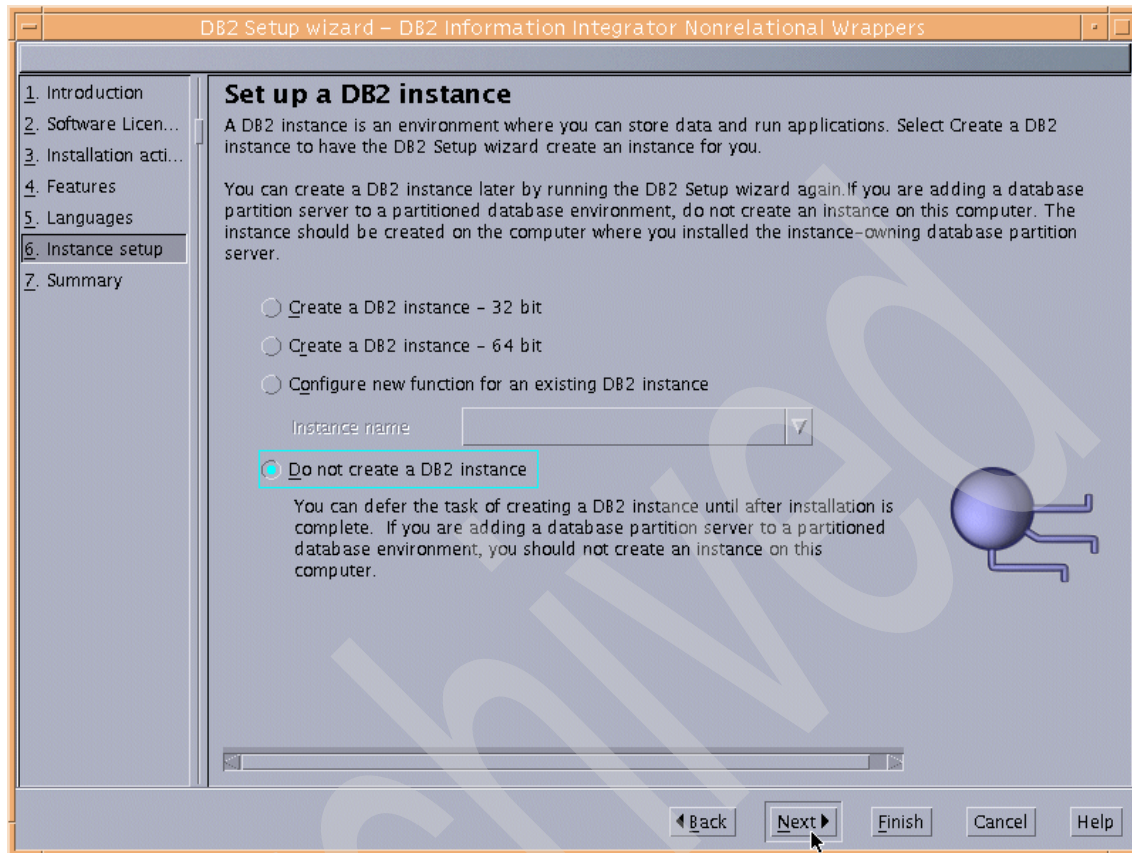 DB2 Setup wizard – DB2 Information Integrator Nonrelational Wrappers
1. Introduction
2. Software Licen...
3. Installation acti...
4. Features
5. Languages
6. Instance setup
7. Summary
Set up a DB2 instance
A DB2 instance is an environment where you can store data and run applications. Select Create a DB2
instance to have the DB2 Setup wizard create an instance for you.
You can create a DB2 instance later by running the DB2 Setup wizard again.If you are adding a database
partition server to a partitioned database environment, do not create an instance on this computer. The
instance should be created on the computer where you installed the instance-owning database partition
server.
Create a DB2 instance – 32 bit
Create a DB2 instance – 64 bit
Configure new function for an existing DB2 instance
Instance name
Do not create a DB2 instance
You can defer the task of creating a DB2 instance until after installation is
complete. If you are adding a database partition server to a partitioned
database environment, you should not create an instance on this
computer.
Back
Next
Finish
Cancel
Help
hived